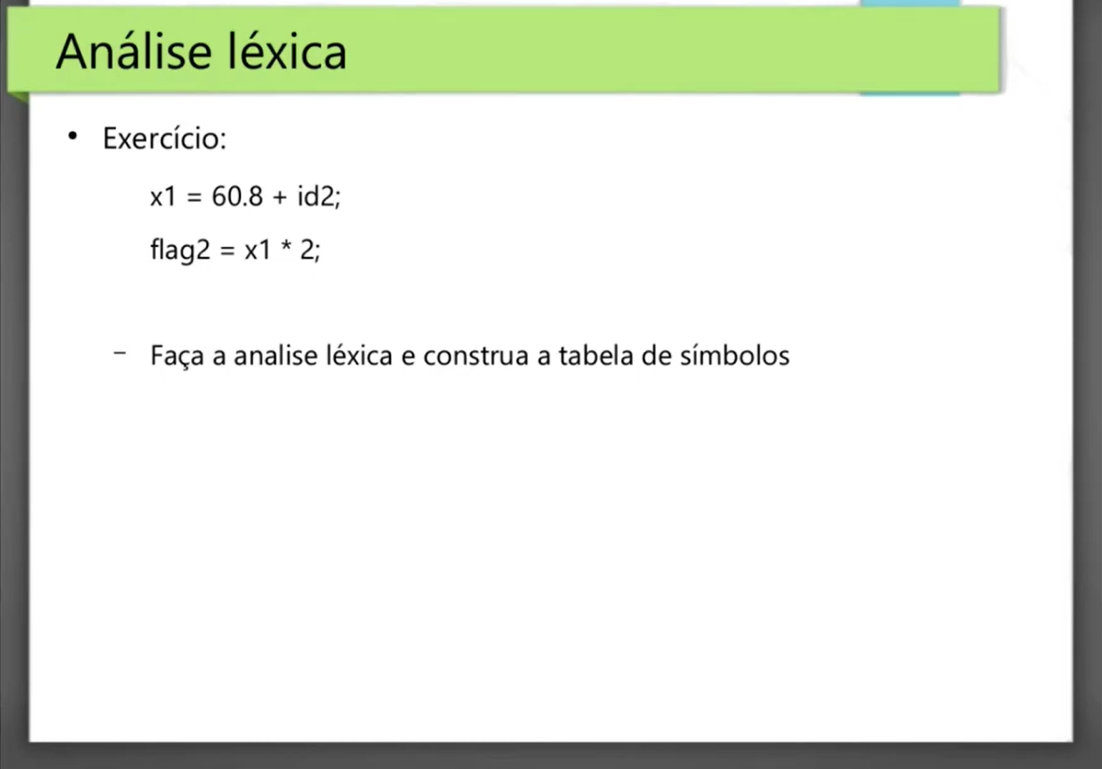 Análise léxica
• Exercício:
x1 = 60.8 + id2;
flag2 = x1 * 2;
– Faça a analise léxica e construa a tabela de símbolos